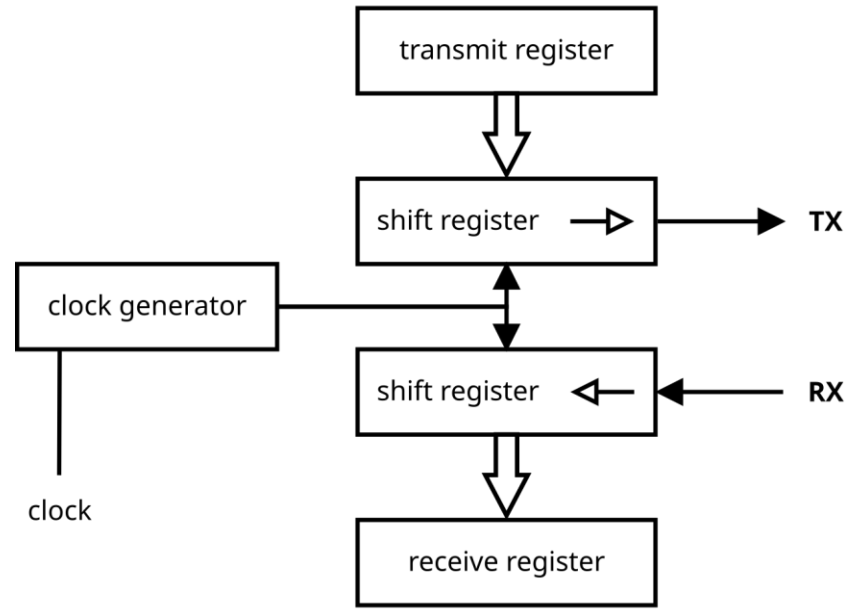 transmit register
shift register
TX
clock generator
shift register
RX
clock
receive register